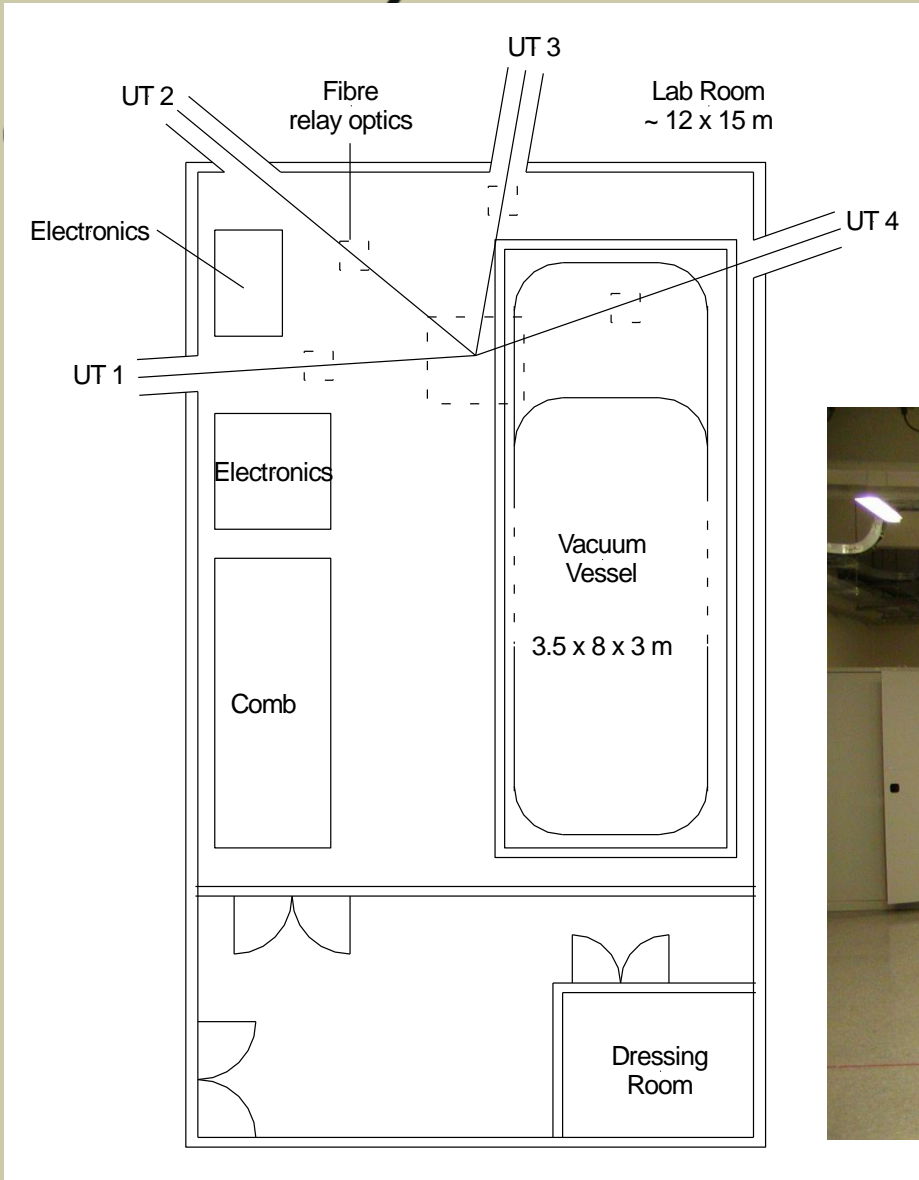 UT 3
UT 2
Fibre
relay optics
Lab Room
~ 12 x 15 m
UT 4
Electronics
UT 1
Electronics
Vacuum
Vessel
3.5 x 8 x 3 m
Comb
Dressing
Room